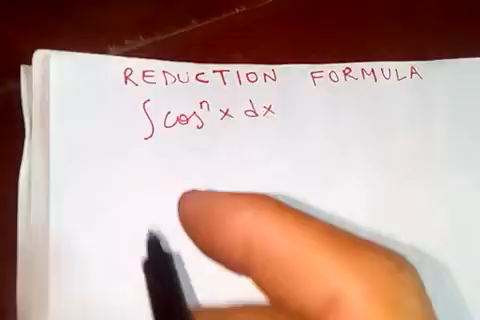 REDUCTION FORMULA
∫ cosⁿ x dx